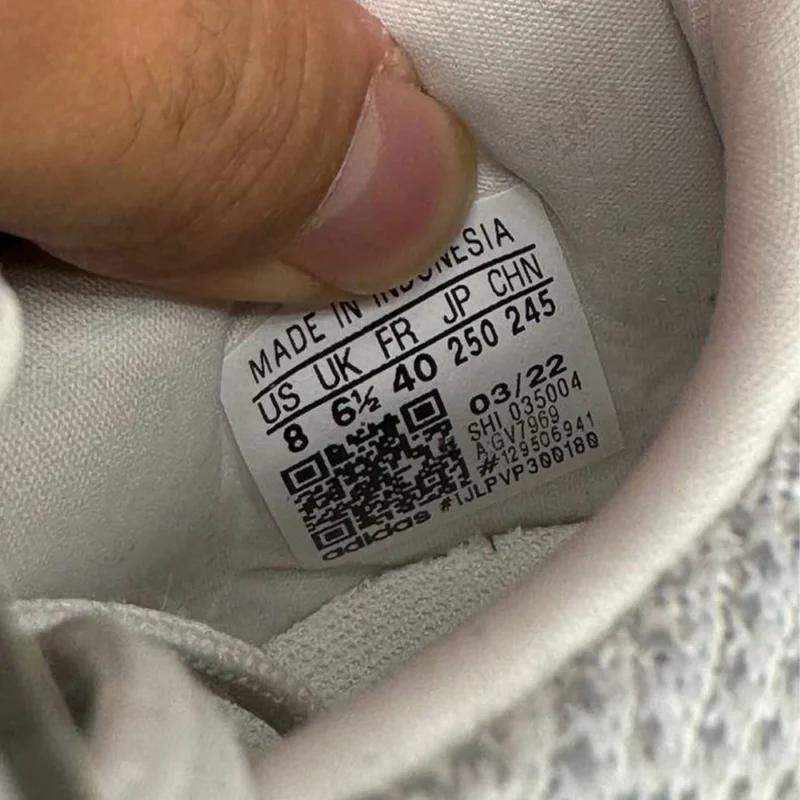 MADE IN INDONESIA
US UK FR JP CHN
8 6½ 40 250 245
03/22
SHI 035004
A GV7969
#129506941
#IJLPVP300180
adidas